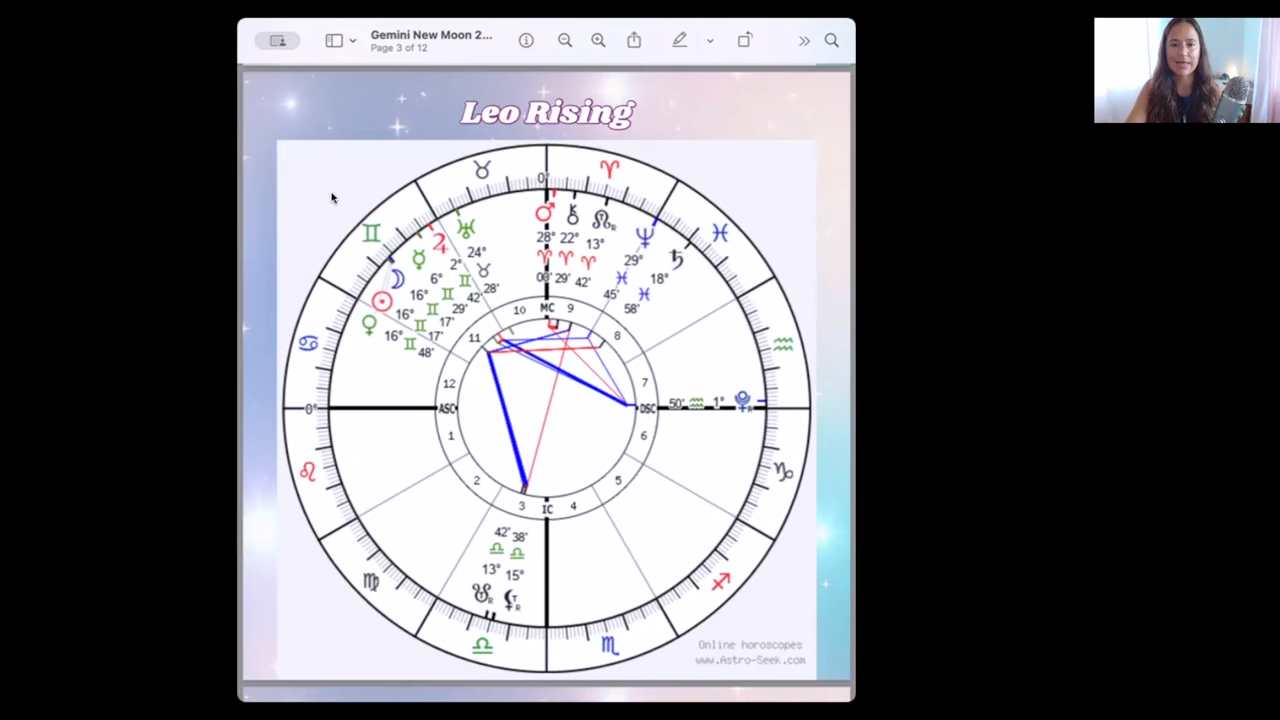 Gemini New Moon 2...
Page 3 of 12
Leo Rising
0°
28° 22° 13°
00' 29' 42'
29°
45'
18°
58'
24°
28'
2°
42'
6°
29'
16°
17'
16°
17'
16°
48'
10 MC 9
11 8
12 7
0° ASC DSC 50' 1°
1 6
2 5
3 IC 4
42' 38'
13° 15°
Online horoscopes
www.Astro-Seek.com